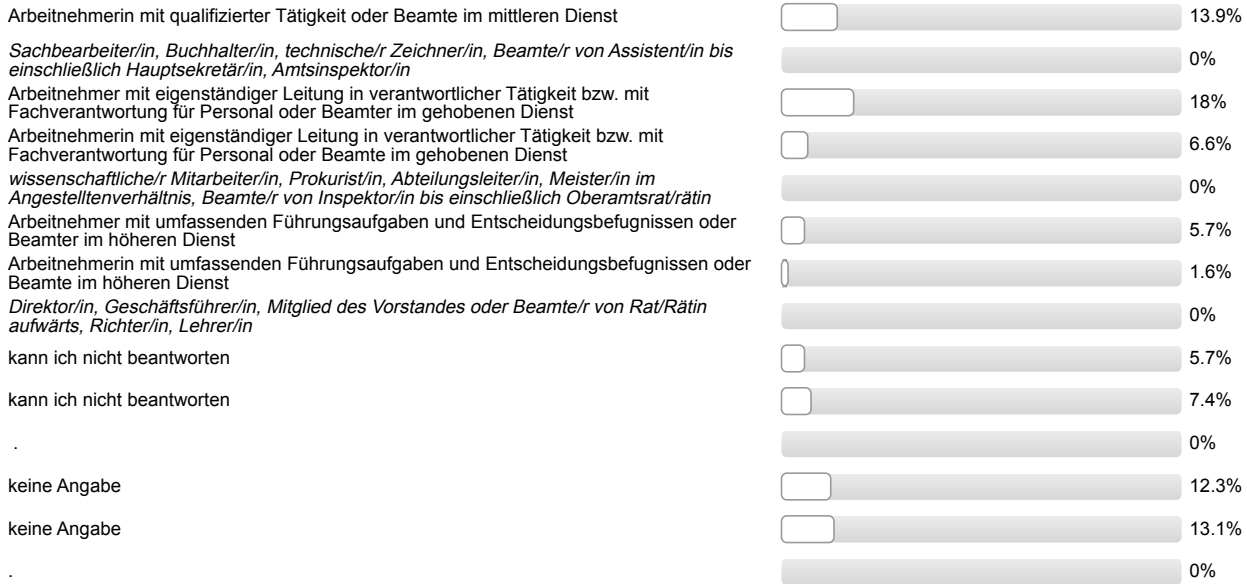 Arbeitnehmerin mit qualifizierter Tätigkeit oder Beamte im mittleren Dienst 13.9%
Sachbearbeiter/in, Buchhalter/in, technische/r Zeichner/in, Beamte/r von Assistent/in bis
einschließlich Hauptsekretär/in, Amtsinspektor/in 0%
Arbeitnehmer mit eigenständiger Leitung in verantwortlicher Tätigkeit bzw. mit
Fachverantwortung für Personal oder Beamter im gehobenen Dienst 18%
Arbeitnehmerin mit eigenständiger Leitung in verantwortlicher Tätigkeit bzw. mit
Fachverantwortung für Personal oder Beamte im gehobenen Dienst 6.6%
wissenschaftliche/r Mitarbeiter/in, Prokurist/in, Abteilungsleiter/in, Meister/in im
Angestelltenverhältnis, Beamte/r von Inspektor/in bis einschließlich Oberamtsrat/rätin 0%
Arbeitnehmer mit umfassenden Führungsaufgaben und Entscheidungsbefugnissen oder
Beamter im höheren Dienst 5.7%
Arbeitnehmerin mit umfassenden Führungsaufgaben und Entscheidungsbefugnissen oder
Beamte im höheren Dienst 1.6%
Direktor/in, Geschäftsführer/in, Mitglied des Vorstandes oder Beamte/r von Rat/Rätin
aufwärts, Richter/in, Lehrer/in 0%
kann ich nicht beantworten 5.7%
kann ich nicht beantworten 7.4%
. 0%
keine Angabe 12.3%
keine Angabe 13.1%
. 0%